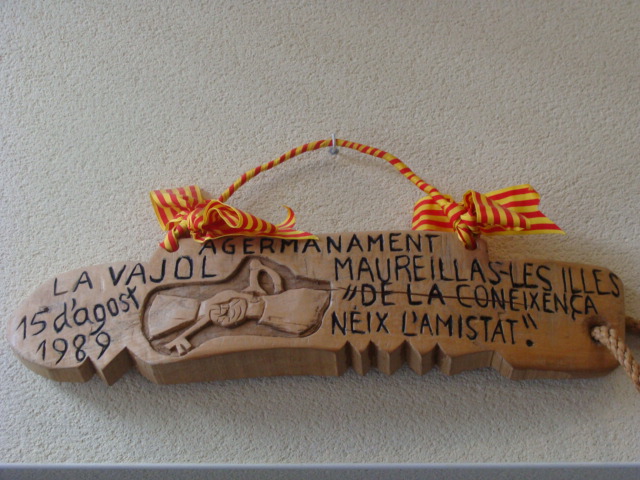 AGERMANAMENT
LA VAJOL
15 d'agost
1989
MAUREILLAS-LES ILLES
"DE LA CONEIXENÇA
NEIX L'AMISTAT".